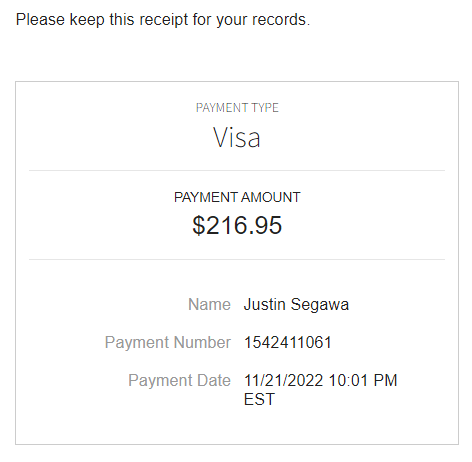 Please keep this receipt for your records.
PAYMENT TYPE
Visa
PAYMENT AMOUNT
$216.95
Name Justin Segawa
Payment Number 1542411061
Payment Date 11/21/2022 10:01 PM
EST